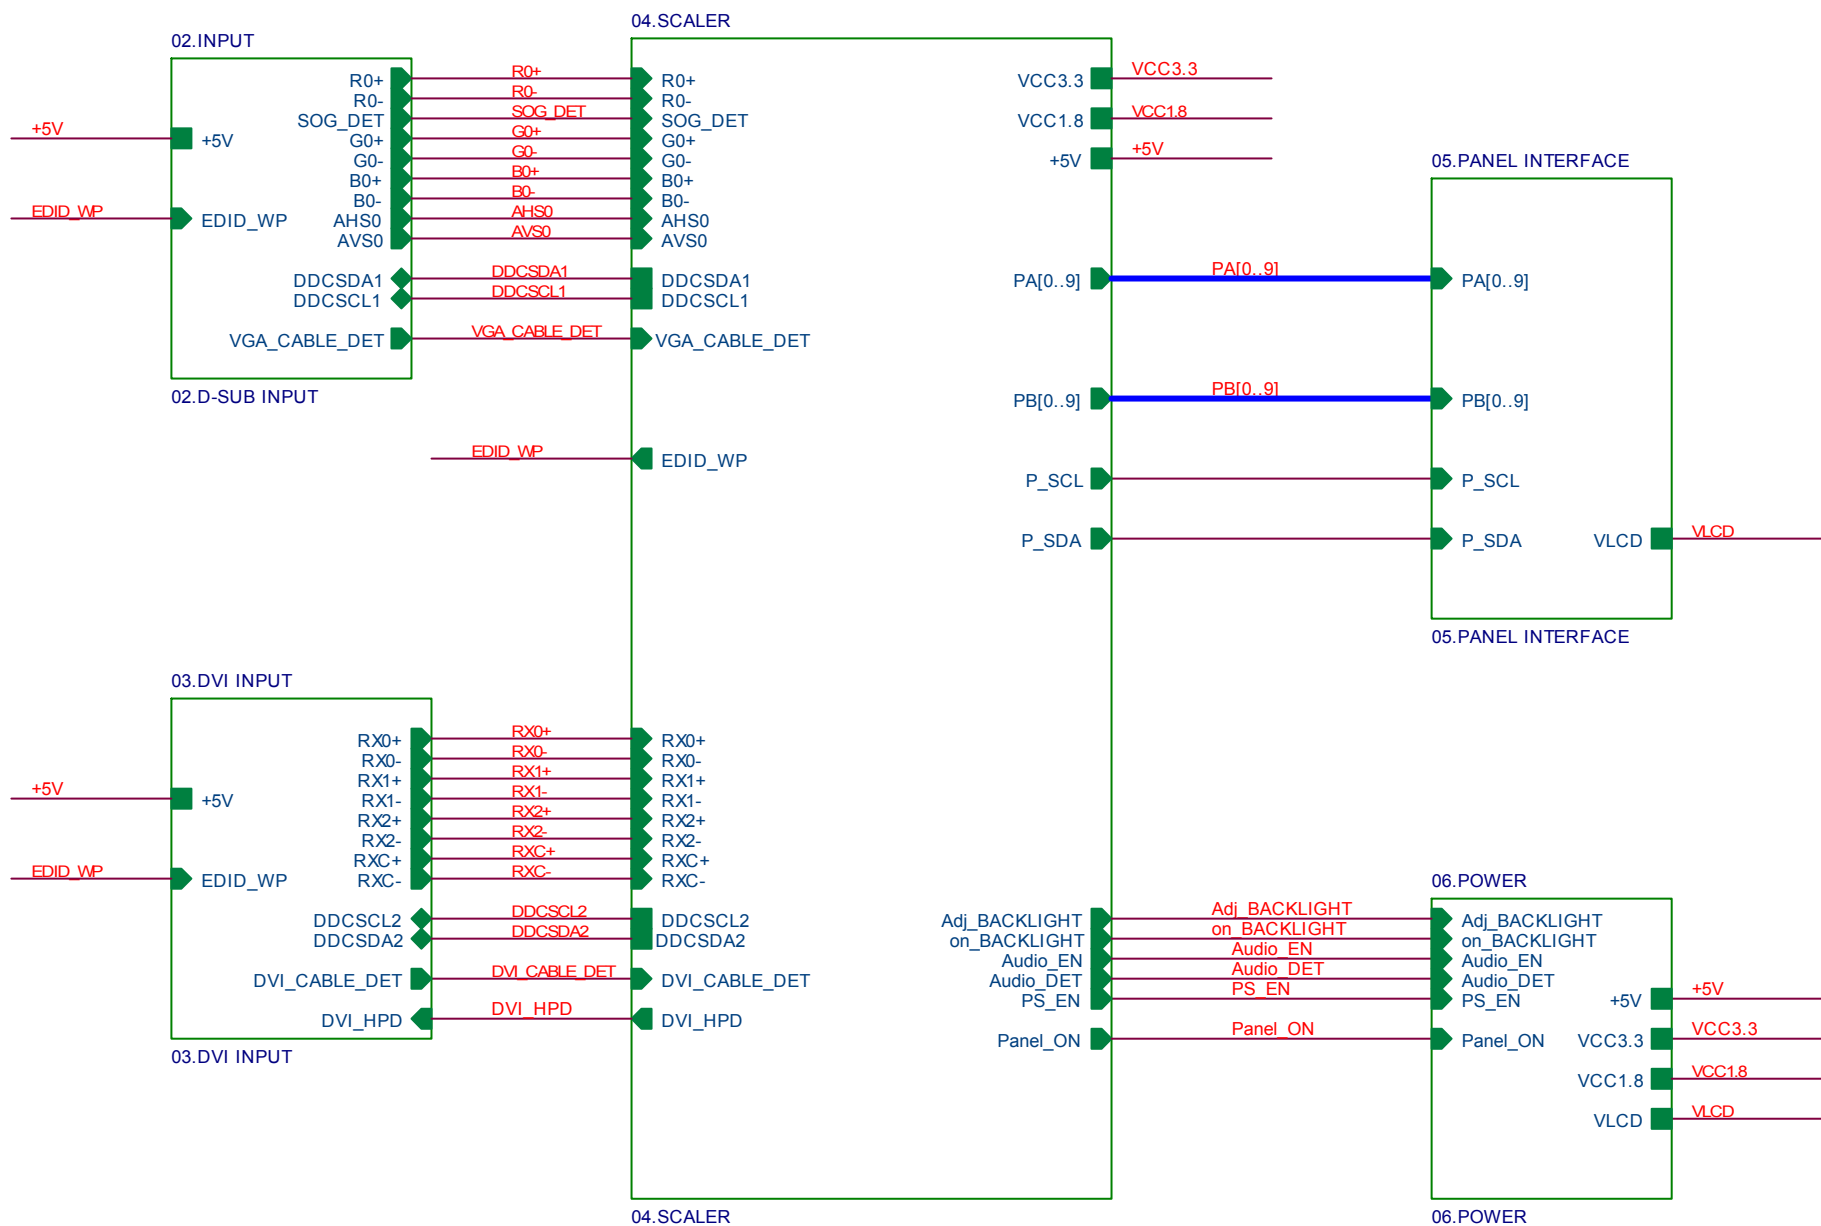 02.INPUT
+5V
+5V
EDID_WP
EDID_WP
R0+
R0-
SOG_DET
G0+
G0-
B0+
B0-
AHS0
AVS0
DDCSDA1
DDCSCL1
VGA_CABLE_DET
02.D-SUB INPUT
R0+
R0-
SOG_DET
G0+
G0-
B0+
B0-
AHS0
AVS0
DDCSDA1
DDCSCL1
VGA_CABLE_DET
EDID_WP
03.DVI INPUT
+5V
+5V
EDID_WP
EDID_WP
RX0+
RX0-
RX1+
RX1-
RX2+
RX2-
RXC+
RXC-
DDCSCL2
DDCSDA2
DVI_CABLE_DET
DVI_HPD
03.DVI INPUT
RX0+
RX0-
RX1+
RX1-
RX2+
RX2-
RXC+
RXC-
DDCSCL2
DDCSDA2
DVI_CABLE_DET
DVI_HPD
04.SCALER
R0+
R0-
SOG_DET
G0+
G0-
B0+
B0-
AHS0
AVS0
DDCSDA1
DDCSCL1
VGA_CABLE_DET
EDID_WP
RX0+
RX0-
RX1+
RX1-
RX2+
RX2-
RXC+
RXC-
DDCSCL2
DDCSDA2
DVI_CABLE_DET
DVI_HPD
VCC3.3
VCC1.8
+5V
PA[0..9]
PB[0..9]
P_SCL
P_SDA
Adj_BACKLIGHT
on_BACKLIGHT
Audio_EN
Audio_DET
PS_EN
Panel_ON
04.SCALER
VCC3.3
VCC1.8
+5V
PA[0..9]
PB[0..9]
Adj_BACKLIGHT
on_BACKLIGHT
Audio_EN
Audio_DET
PS_EN
Panel_ON
05.PANEL INTERFACE
PA[0..9]
PB[0..9]
P_SCL
P_SDA
VLCD
VLCD
05.PANEL INTERFACE
06.POWER
Adj_BACKLIGHT
on_BACKLIGHT
Audio_EN
Audio_DET
PS_EN
Panel_ON
+5V
VCC3.3
VCC1.8
VLCD
+5V
VCC3.3
VCC1.8
VLCD
06.POWER